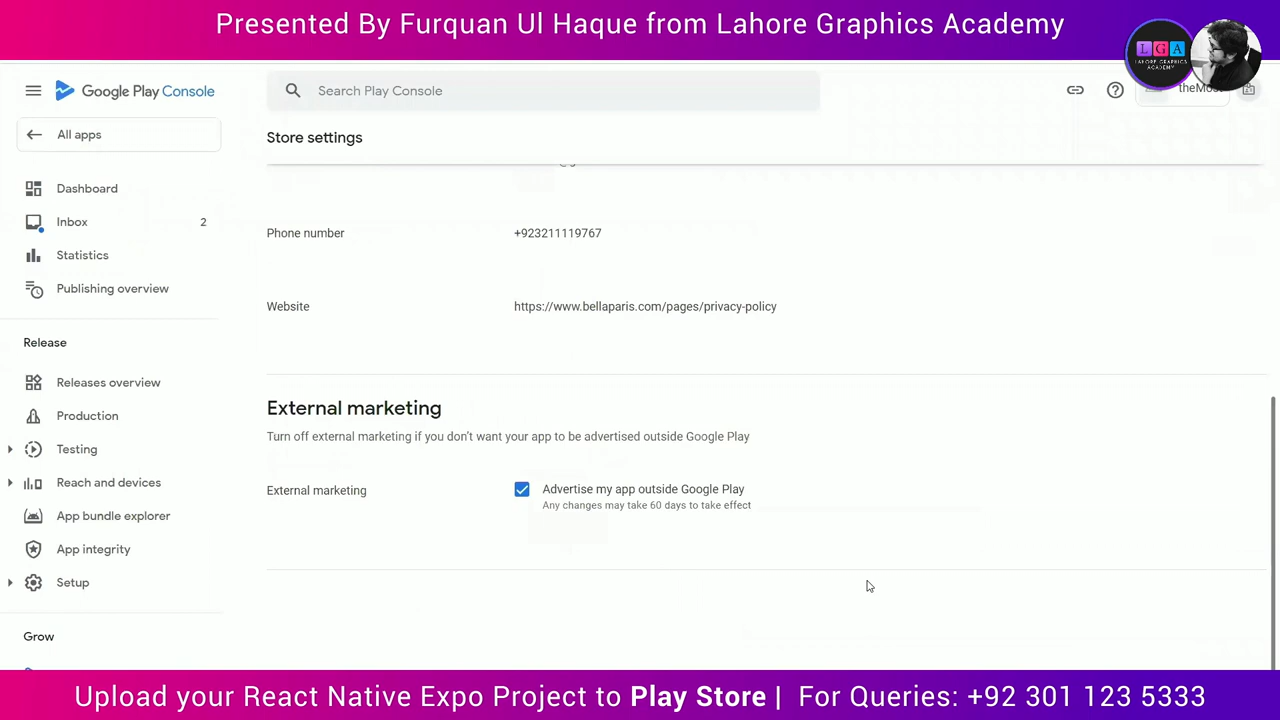 Presented By Furquan Ul Haque from Lahore Graphics Academy
LGA
LAHORE GRAPHICS
ACADEMY
Google Play Console
Search Play Console
All apps
Store settings
Dashboard
Inbox 2
Statistics
Publishing overview
Release
Releases overview
Production
Testing
Reach and devices
App bundle explorer
App integrity
Setup
Grow
Phone number +923211119767
Website https://www.bellaparis.com/pages/privacy-policy
External marketing
Turn off external marketing if you don't want your app to be advertised outside Google Play
External marketing Advertise my app outside Google Play
Any changes may take 60 days to take effect
Upload your React Native Expo Project to Play Store | For Queries: +92 301 123 5333